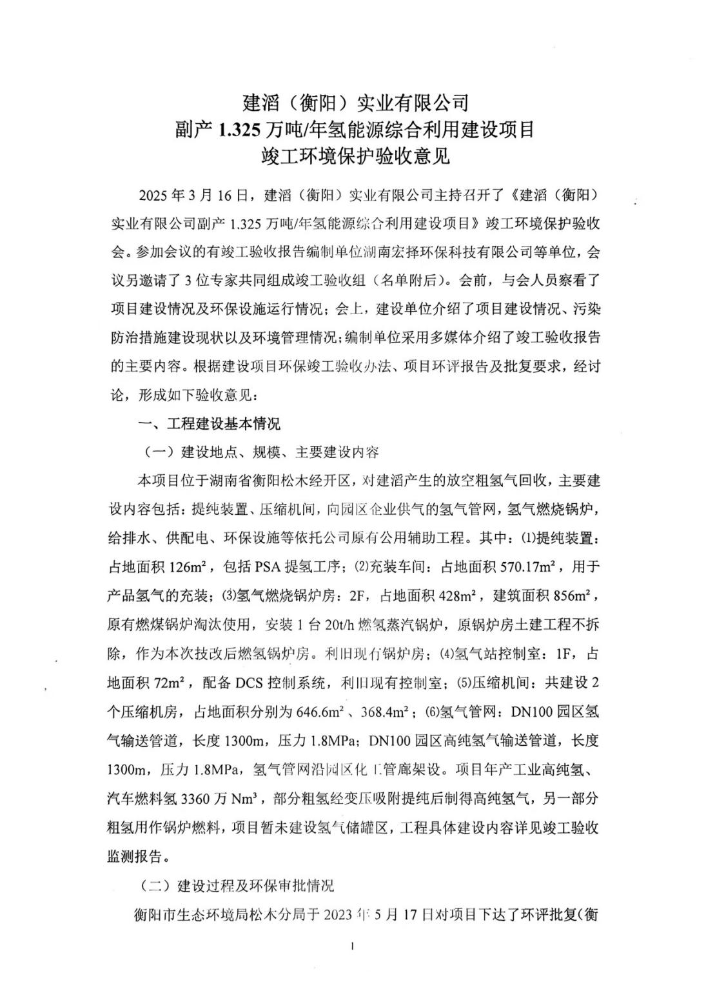 建滔（衡阳）实业有限公司
副产 1.325 万吨/年氢能源综合利用建设项目
竣工环境保护验收意见
2025 年 3 月 16 日，建滔（衡阳）实业有限公司主持召开了《建滔（衡阳）
实业有限公司副产 1.325 万吨/年氢能源综合利用建设项目》竣工环境保护验收
会。参加会议的有竣工验收报告编制单位湖南宏择环保科技有限公司等单位，会
议另邀请了 3 位专家共同组成竣工验收组（名单附后）。会前，与会人员察看了
项目建设情况及环保设施运行情况；会上，建设单位介绍了项目建设情况、污染
防治措施建设现状以及环境管理情况；编制单位采用多媒体介绍了竣工验收报告
的主要内容。根据建设项目环保竣工验收办法、项目环评报告及批复要求，经讨
论，形成如下验收意见：
一、工程建设基本情况
（一）建设地点、规模、主要建设内容
本项目位于湖南省衡阳松木经开区，对建滔产生的放空粗氢气回收，主要建
设内容包括：提纯装置、压缩机间，向园区企业供气的氢气管网，氢气燃烧锅炉，
给排水、供配电、环保设施等依托公司原有公用辅助工程。其中：⑴提纯装置：
占地面积 126m²，包括 PSA 提氢工序；⑵充装车间：占地面积 570.17m²，用于
产品氢气的充装；⑶氢气燃烧锅炉房：2F，占地面积 428m²，建筑面积 856m²，
原有燃煤锅炉淘汰使用，安装 1 台 20t/h 燃氢蒸汽锅炉，原锅炉房土建工程不拆
除，作为本次技改后燃氢锅炉房。利旧现有锅炉房；⑷氢气站控制室：1F，占
地面积 72m²，配备 DCS 控制系统，利旧现有控制室；⑸压缩机间：共建设 2
个压缩机房，占地面积分别为 646.6m²、368.4m²；⑹氢气管网：DN100 园区氢
气输送管道，长度 1300m，压力 1.8MPa；DN100 园区高纯氢气输送管道，长度
1300m，压力 1.8MPa，氢气管网沿园区化工管廊架设。项目年产工业高纯氢、
汽车燃料氢 3360 万 Nm³，部分粗氢经变压吸附提纯后制得高纯氢气，另一部分
粗氢用作锅炉燃料，项目暂未建设氢气储罐区，工程具体建设内容详见竣工验收
监测报告。
（二）建设过程及环保审批情况
衡阳市生态环境局松木分局于 2023 年 5 月 17 日对项目下达了环评批复（衡
1